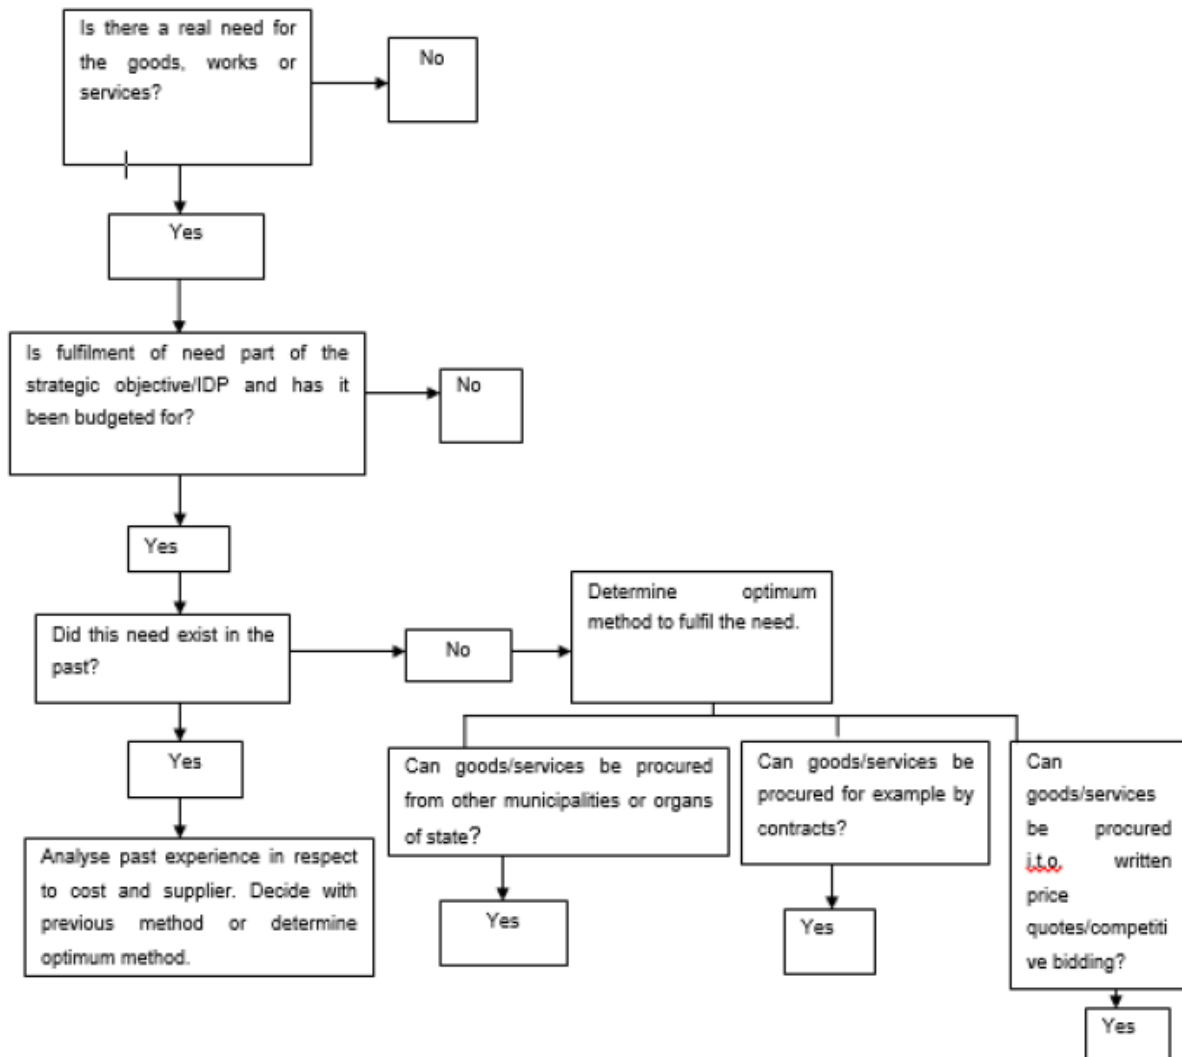 Is there a real need for
the goods, works or
services?
No
Yes
Is fulfilment of need part of the
strategic objective/IDP and has it
been budgeted for?
No
Yes
Did this need exist in the
past?
No
Determine optimum
method to fulfil the need.
Yes
Analyse past experience in respect
to cost and supplier. Decide with
previous method or determine
optimum method.
Can goods/services be procured
from other municipalities or organs
of state?
Yes
Can goods/services be
procured for example by
contracts?
Yes
Can
goods/services
be procured
i.t.o. written
price
quotes/competiti
ve bidding?
Yes